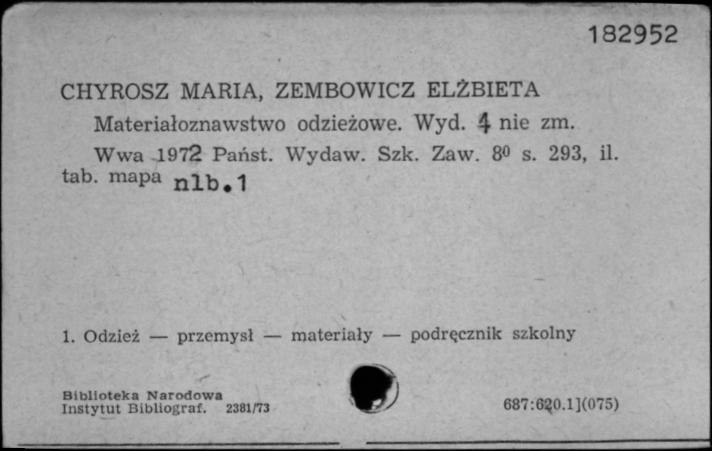 182952
CHYROSZ MARIA, ZEMBOWICZ ELŻBIETA
Materiałoznawstwo odzieżowe. Wyd. 4 nie zm.
Wwa 1972 Państ. Wydaw. Szk. Zaw. 8⁰ s. 293, il.
tab. mapa nlb.1
1. Odzież — przemysł — materiały — podręcznik szkolny
Biblioteka Narodowa
Instytut Bibliograf. 2381/73
687:620.1](075)